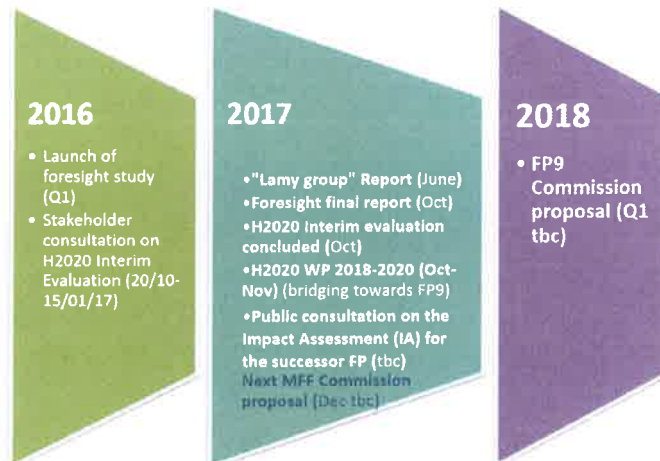 2016
• Launch of
foresight study
(Q1)
• Stakeholder
consultation on
H2020 Interim
Evaluation (20/10-
15/01/17)
2017
•"Lamy group" Report (June)
•Foresight final report (Oct)
•H2020 Interim evaluation
concluded (Oct)
•H2020 WP 2018-2020 (Oct-
Nov) (bridging towards FP9)
•Public consultation on the
Impact Assessment (IA) for
the successor FP (tbc)
Next MFF Commission
proposal (Dec tbc)
2018
• FP9
Commission
proposal (Q1
tbc)